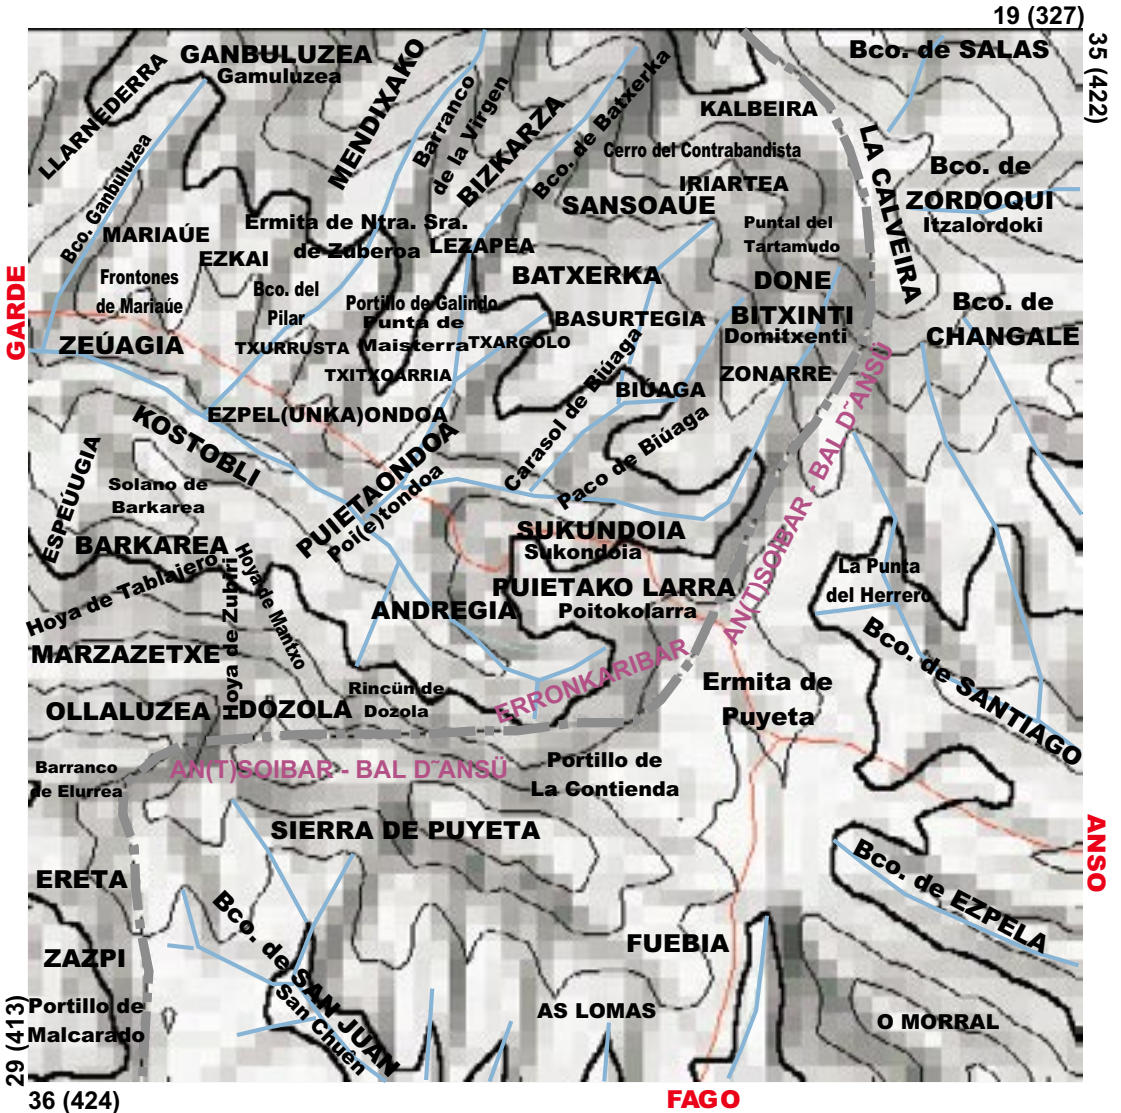 19 (327)
35 (422)
GANBULUZEA
Gamuluzea
LLARNEDERRA
MENDIXAKO
Barranco
de la Virgen
BIZKARZA
Bco. de Batxerka
Bco. de SALAS
KALBEIRA
Cerro del Contrabandista
LA CALVEIRA
Bco. de
ZORDOQUI
Itzalordoki
IRIARTEA
SANSOAÚE
Puntal del
Tartamudo
Bco. Ganbuluzea
MARIAÚE
Ermita de Ntra. Sra.
de Zuberoa
LEZAPEA
EZKAI
Frontones
de Mariaúe
Bco. del
Pilar
BATXERKA
DONE
BITXINTI
Domitxenti
Bco. de
CHANGALE
GARDE
Portillo de Galindo
Punta de
Maisterra
TXARGOLO
BASURTEGIA
ZEÚAGIA
TXURRUSTA
TXITXOARRIA
Carasol de Biúaga
BIÚAGA
ZONARRE
EZPEL(UNKA)ONDOA
KOSTOBLI
Paco de Biúaga
PUIETAONDOA
Poi(e)tondoa
ESPEÚUGIA
Solano de
Barkarea
BARKAREA
SUKUNDOIA
Sukondoia
AN(T)SOIBAR - BAL D˜ANSÜ
Hoya de Tablajero
Hoya de Zubiri
Hoya de Mantxo
PUIETAKO LARRA
Poitokolarra
ANDREGIA
La Punta
del Herrero
MARZAZETXE
ERRONKARIBAR
Bco. de SANTIAGO
Ermita de
Puyeta
OLLALUZEA
DOZOLA
Rincün de
Dozola
Barranco
de Elurrea
AN(T)SOIBAR - BAL D˜ANSÜ
Portillo de
La Contienda
SIERRA DE PUYETA
ANSO
ERETA
Bco. de EZPELA
Bco. de SAN JUAN
San Chuên
FUEBIA
ZAZPI
Portillo de
Malcarado
AS LOMAS
O MORRAL
29 (413)
36 (424)
FAGO